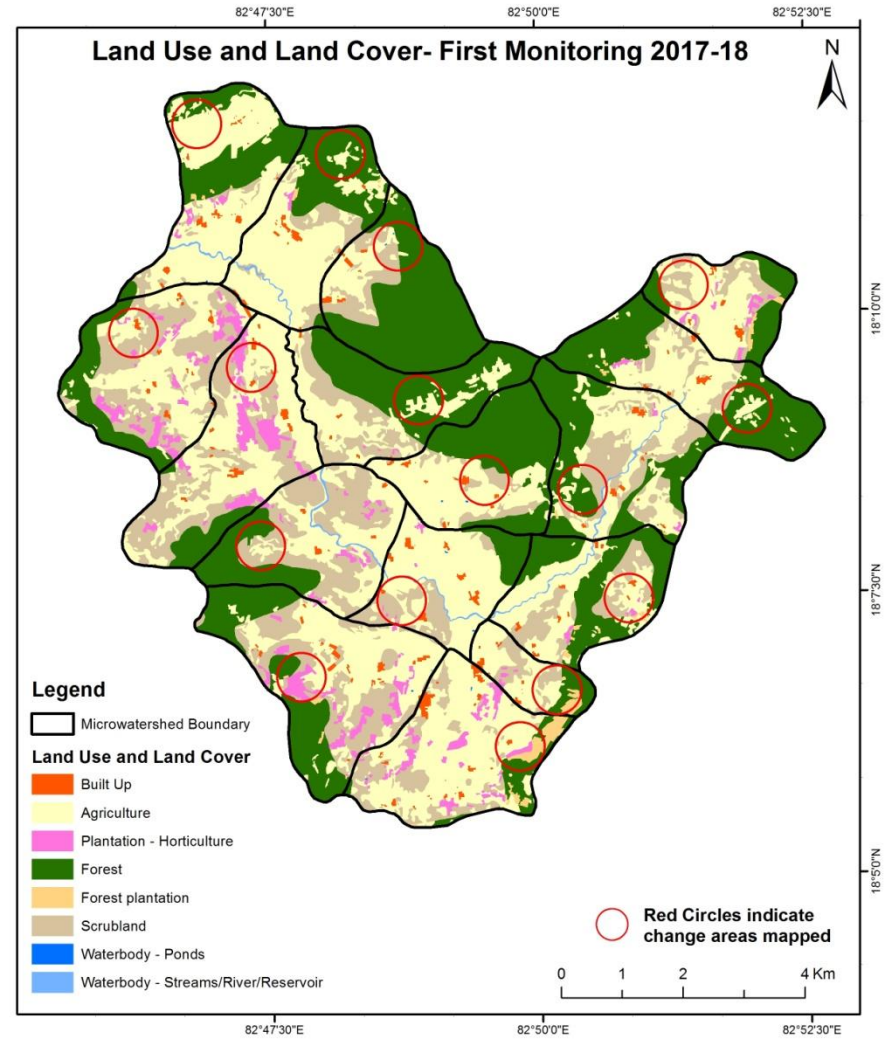 82°47'30"E
82°50'0"E
82°52'30"E
Land Use and Land Cover- First Monitoring 2017-18
N
18°10'0"N
18°7'30"N
18°5'0"N
Legend
Microwatershed Boundary
Land Use and Land Cover
Built Up
Agriculture
Plantation - Horticulture
Forest
Forest plantation
Scrubland
Waterbody - Ponds
Waterbody - Streams/River/Reservoir
Red Circles indicate
change areas mapped
0 1 2 4 Km
82°47'30"E
82°50'0"E
82°52'30"E